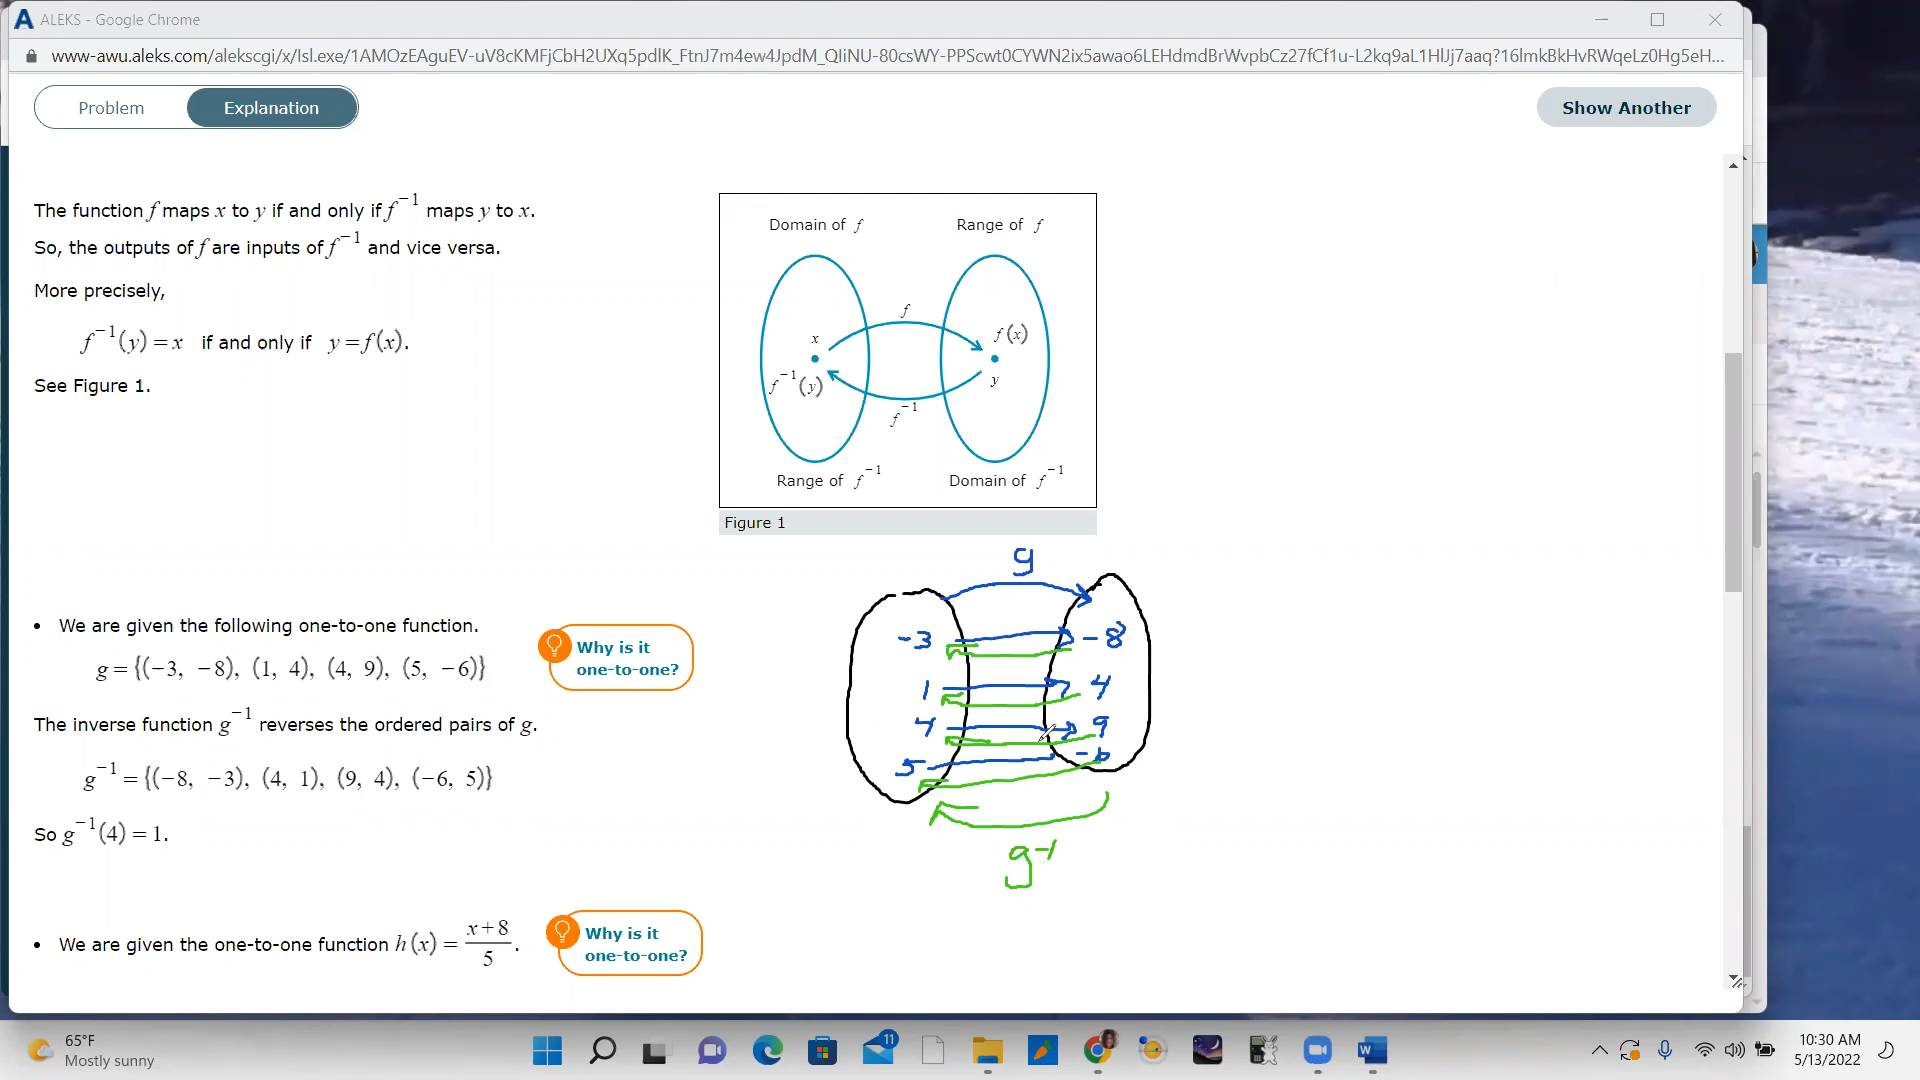 ALEKS - Google Chrome
www-awu.aleks.com/alekscgi/x/Isl.exe/1AMOzEAguEV-uV8cKMFjCbH2UXq5pdlK_FtnJ7m4ew4JpdM_QIiNU-80csWY-PPScwt0CYWN2ix5awao6LEHdmdBrWvpbCz27fCf1u-L2kq9aL1HlJj7aaq?16lmkBkHvRWqeLz0Hg5eH...
Problem Explanation Show Another
The function f maps x to y if and only if f⁻¹ maps y to x.
So, the outputs of f are inputs of f⁻¹ and vice versa.
More precisely,
f⁻¹(y) = x if and only if y = f(x).
See Figure 1.
Domain of f Range of f
f
x f(x)
f⁻¹(y) y
f⁻¹
Range of f⁻¹ Domain of f⁻¹
Figure 1
g
-3 -8
1 4
4 9
5 -6
g⁻¹
• We are given the following one-to-one function.
g = {(−3, −8), (1, 4), (4, 9), (5, −6)}
Why is it
one-to-one?
The inverse function g⁻¹ reverses the ordered pairs of g.
g⁻¹ = {(−8, −3), (4, 1), (9, 4), (−6, 5)}
So g⁻¹(4) = 1.
• We are given the one-to-one function h(x) = (x+8)/5.
Why is it
one-to-one?
65°F
Mostly sunny
11
10:30 AM
5/13/2022